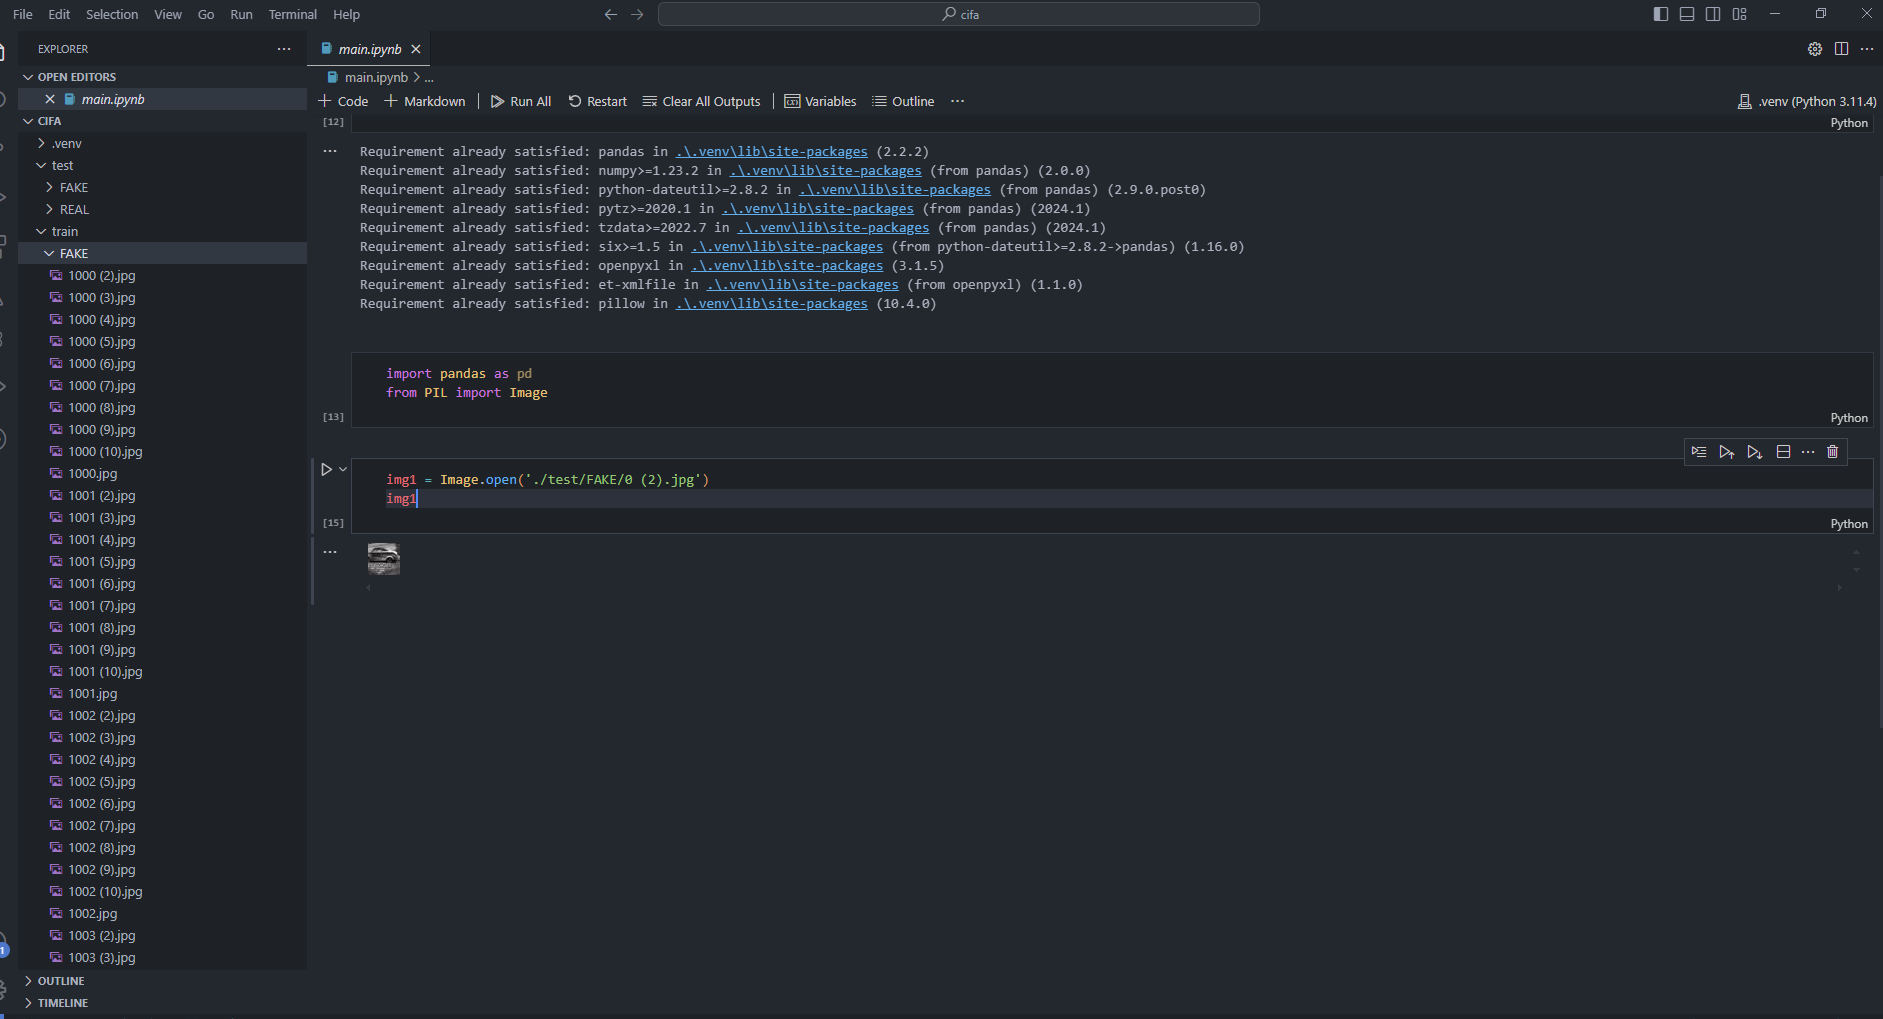 File Edit Selection View Go Run Terminal Help
cifa
EXPLORER
OPEN EDITORS
main.ipynb
CIFA
.venv
test
FAKE
REAL
train
FAKE
1000 (2).jpg
1000 (3).jpg
1000 (4).jpg
1000 (5).jpg
1000 (6).jpg
1000 (7).jpg
1000 (8).jpg
1000 (9).jpg
1000 (10).jpg
1000.jpg
1001 (2).jpg
1001 (3).jpg
1001 (4).jpg
1001 (5).jpg
1001 (6).jpg
1001 (7).jpg
1001 (8).jpg
1001 (9).jpg
1001 (10).jpg
1001.jpg
1002 (2).jpg
1002 (3).jpg
1002 (4).jpg
1002 (5).jpg
1002 (6).jpg
1002 (7).jpg
1002 (8).jpg
1002 (9).jpg
1002 (10).jpg
1002.jpg
1003 (2).jpg
1003 (3).jpg
OUTLINE
TIMELINE
1
main.ipynb
main.ipynb > ...
Code Markdown Run All Restart Clear All Outputs Variables Outline ...
.venv (Python 3.11.4)
[12]
Python
Requirement already satisfied: pandas in .\.venv\lib\site-packages (2.2.2)
Requirement already satisfied: numpy>=1.23.2 in .\.venv\lib\site-packages (from pandas) (2.0.0)
Requirement already satisfied: python-dateutil>=2.8.2 in .\.venv\lib\site-packages (from pandas) (2.9.0.post0)
Requirement already satisfied: pytz>=2020.1 in .\.venv\lib\site-packages (from pandas) (2024.1)
Requirement already satisfied: tzdata>=2022.7 in .\.venv\lib\site-packages (from pandas) (2024.1)
Requirement already satisfied: six>=1.5 in .\.venv\lib\site-packages (from python-dateutil>=2.8.2->pandas) (1.16.0)
Requirement already satisfied: openpyxl in .\.venv\lib\site-packages (3.1.5)
Requirement already satisfied: et-xmlfile in .\.venv\lib\site-packages (from openpyxl) (1.1.0)
Requirement already satisfied: pillow in .\.venv\lib\site-packages (10.4.0)
import pandas as pd
from PIL import Image
[13]
Python
img1 = Image.open('./test/FAKE/0 (2).jpg')
img1
[15]
Python